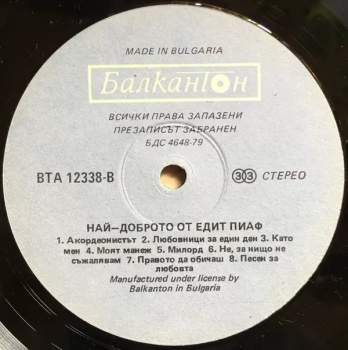 MADE IN BULGARIA
Балкантон
ВСИЧКИ ПРАВА ЗАПАЗЕНИ
ПРЕЗАПИСЪТ ЗАБРАНЕН
БДС 4648-79
ВТА 12338-В
33 СТЕРЕО
НАЙ—ДОБРОТО ОТ ЕДИТ ПИАФ
1. Акордеонистът 2. Любовници за един ден 3. Като
мен 4. Моят манеж 5. Милорд 6. Не, за нищо не
съжалявам 7. Правото да обичаш 8. Песен за
любовта
Manufactured under license by
Balkanton in Bulgaria